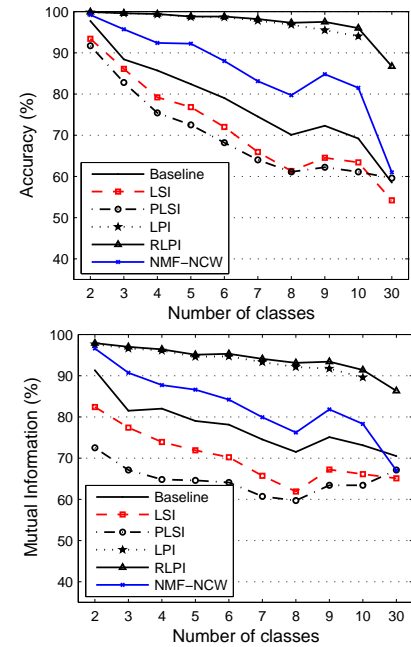 100
90
80
70
60
50
40
Accuracy (%)
Baseline
LSI
PLSI
LPI
RLPI
NMF−NCW
2 3 4 5 6 7 8 9 10 30
Number of classes
100
90
80
70
60
50
40
Mutual Information (%)
Baseline
LSI
PLSI
LPI
RLPI
NMF−NCW
2 3 4 5 6 7 8 9 10 30
Number of classes